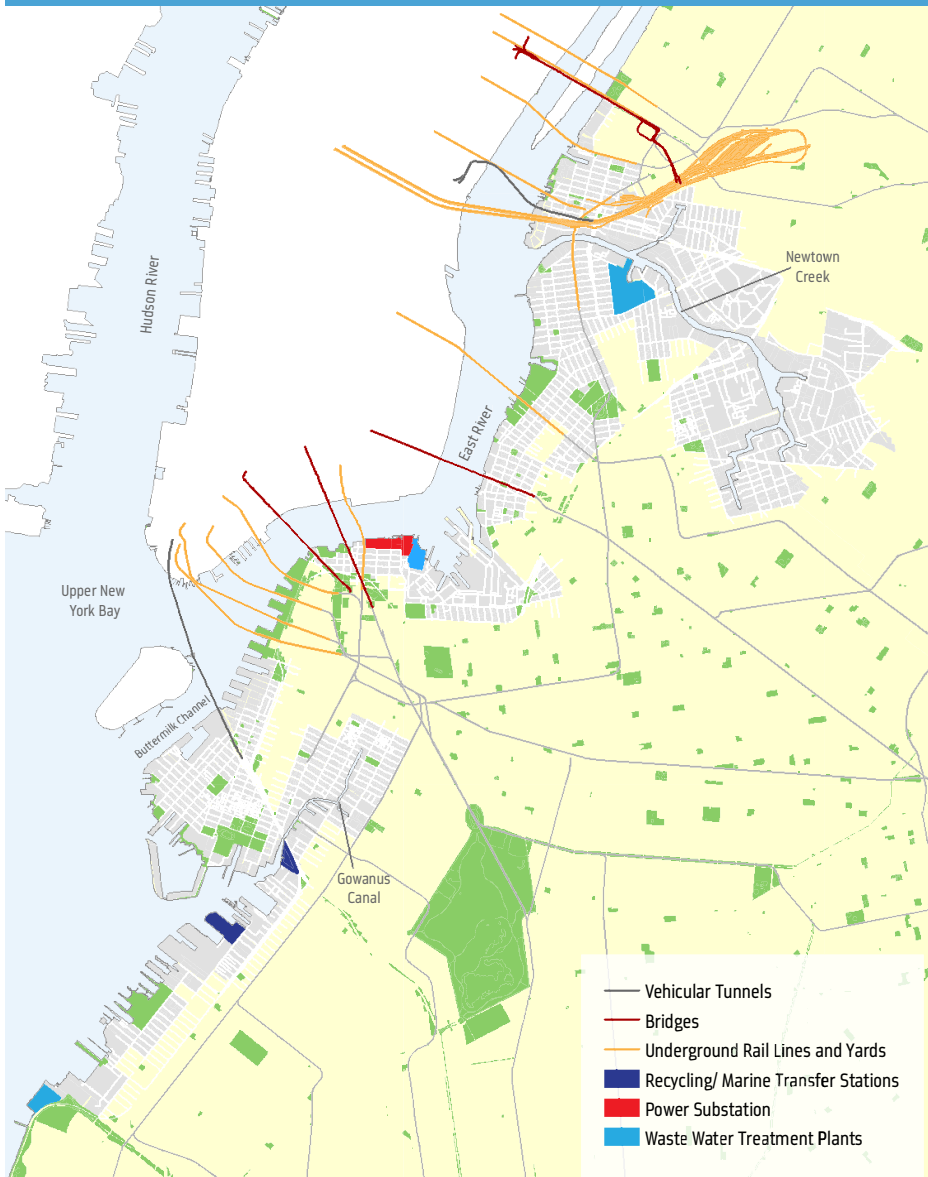 Hudson River
Newtown
Creek
East River
Upper New
York Bay
Buttermilk Channel
Gowanus
Canal
Vehicular Tunnels
Bridges
Underground Rail Lines and Yards
Recycling/ Marine Transfer Stations
Power Substation
Waste Water Treatment Plants